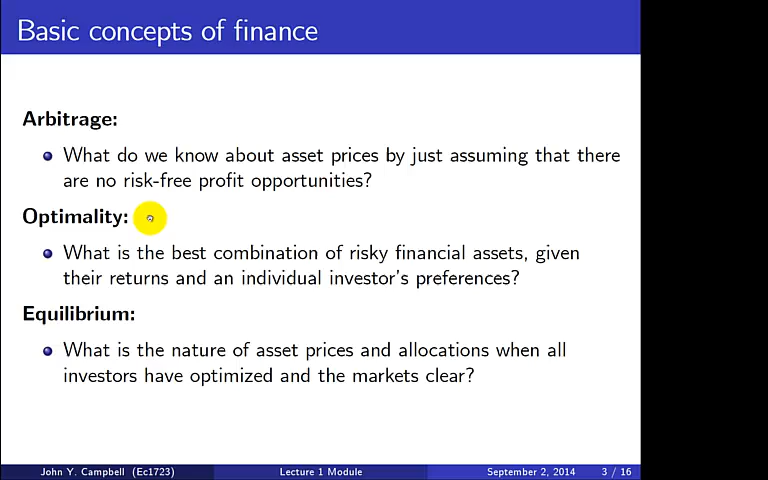 Basic concepts of finance
Arbitrage:
What do we know about asset prices by just assuming that there
are no risk-free profit opportunities?
Optimality:
What is the best combination of risky financial assets, given
their returns and an individual investor's preferences?
Equilibrium:
What is the nature of asset prices and allocations when all
investors have optimized and the markets clear?
John Y. Campbell (Ec1723) Lecture 1 Module September 2, 2014 3 / 16